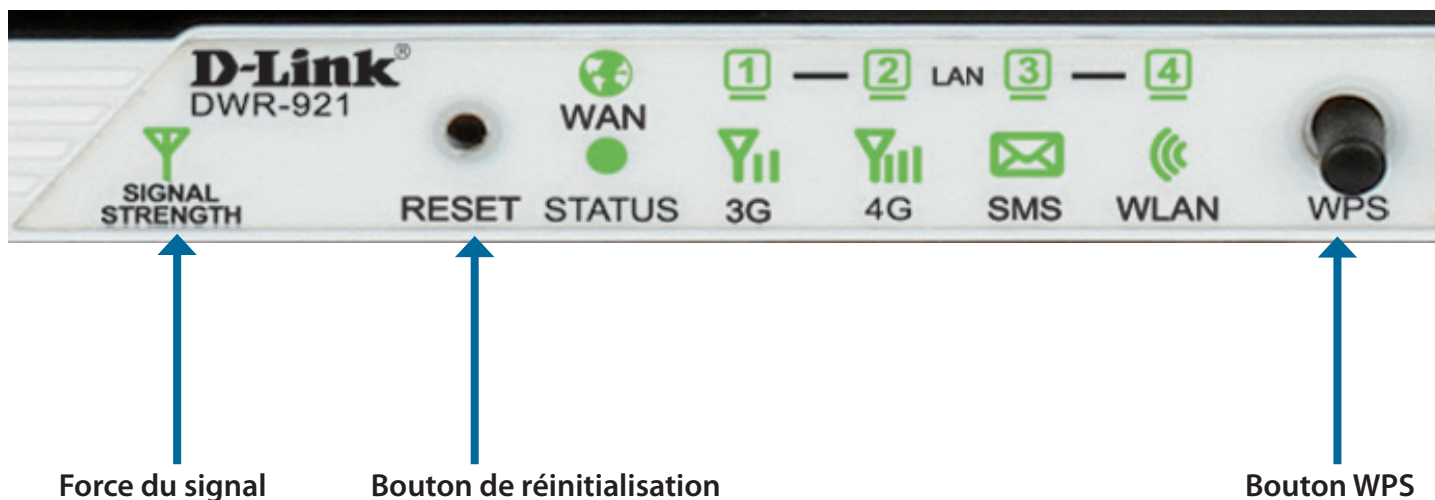 D-Link®
DWR-921
SIGNAL
STRENGTH
RESET
WAN
STATUS
1 — 2 LAN 3 — 4
3G
4G
SMS
WLAN
WPS
Force du signal
Bouton de réinitialisation
Bouton WPS